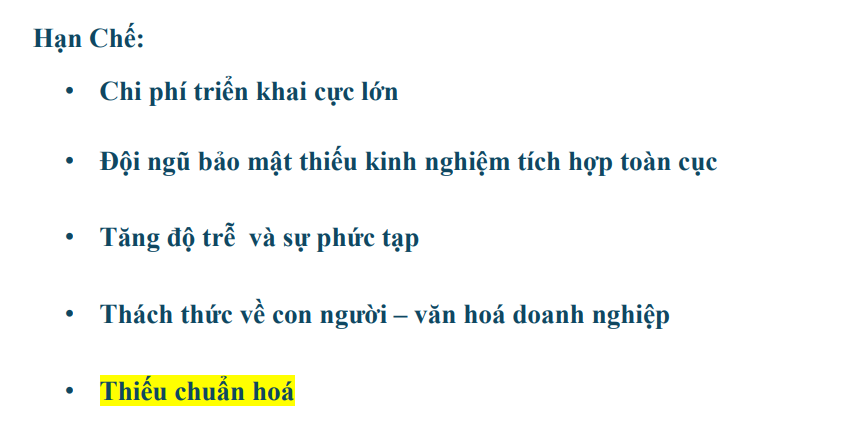 Hạn Chế:
• Chi phí triển khai cực lớn
• Đội ngũ bảo mật thiếu kinh nghiệm tích hợp toàn cục
• Tăng độ trễ và sự phức tạp
• Thách thức về con người – văn hoá doanh nghiệp
• Thiếu chuẩn hoá